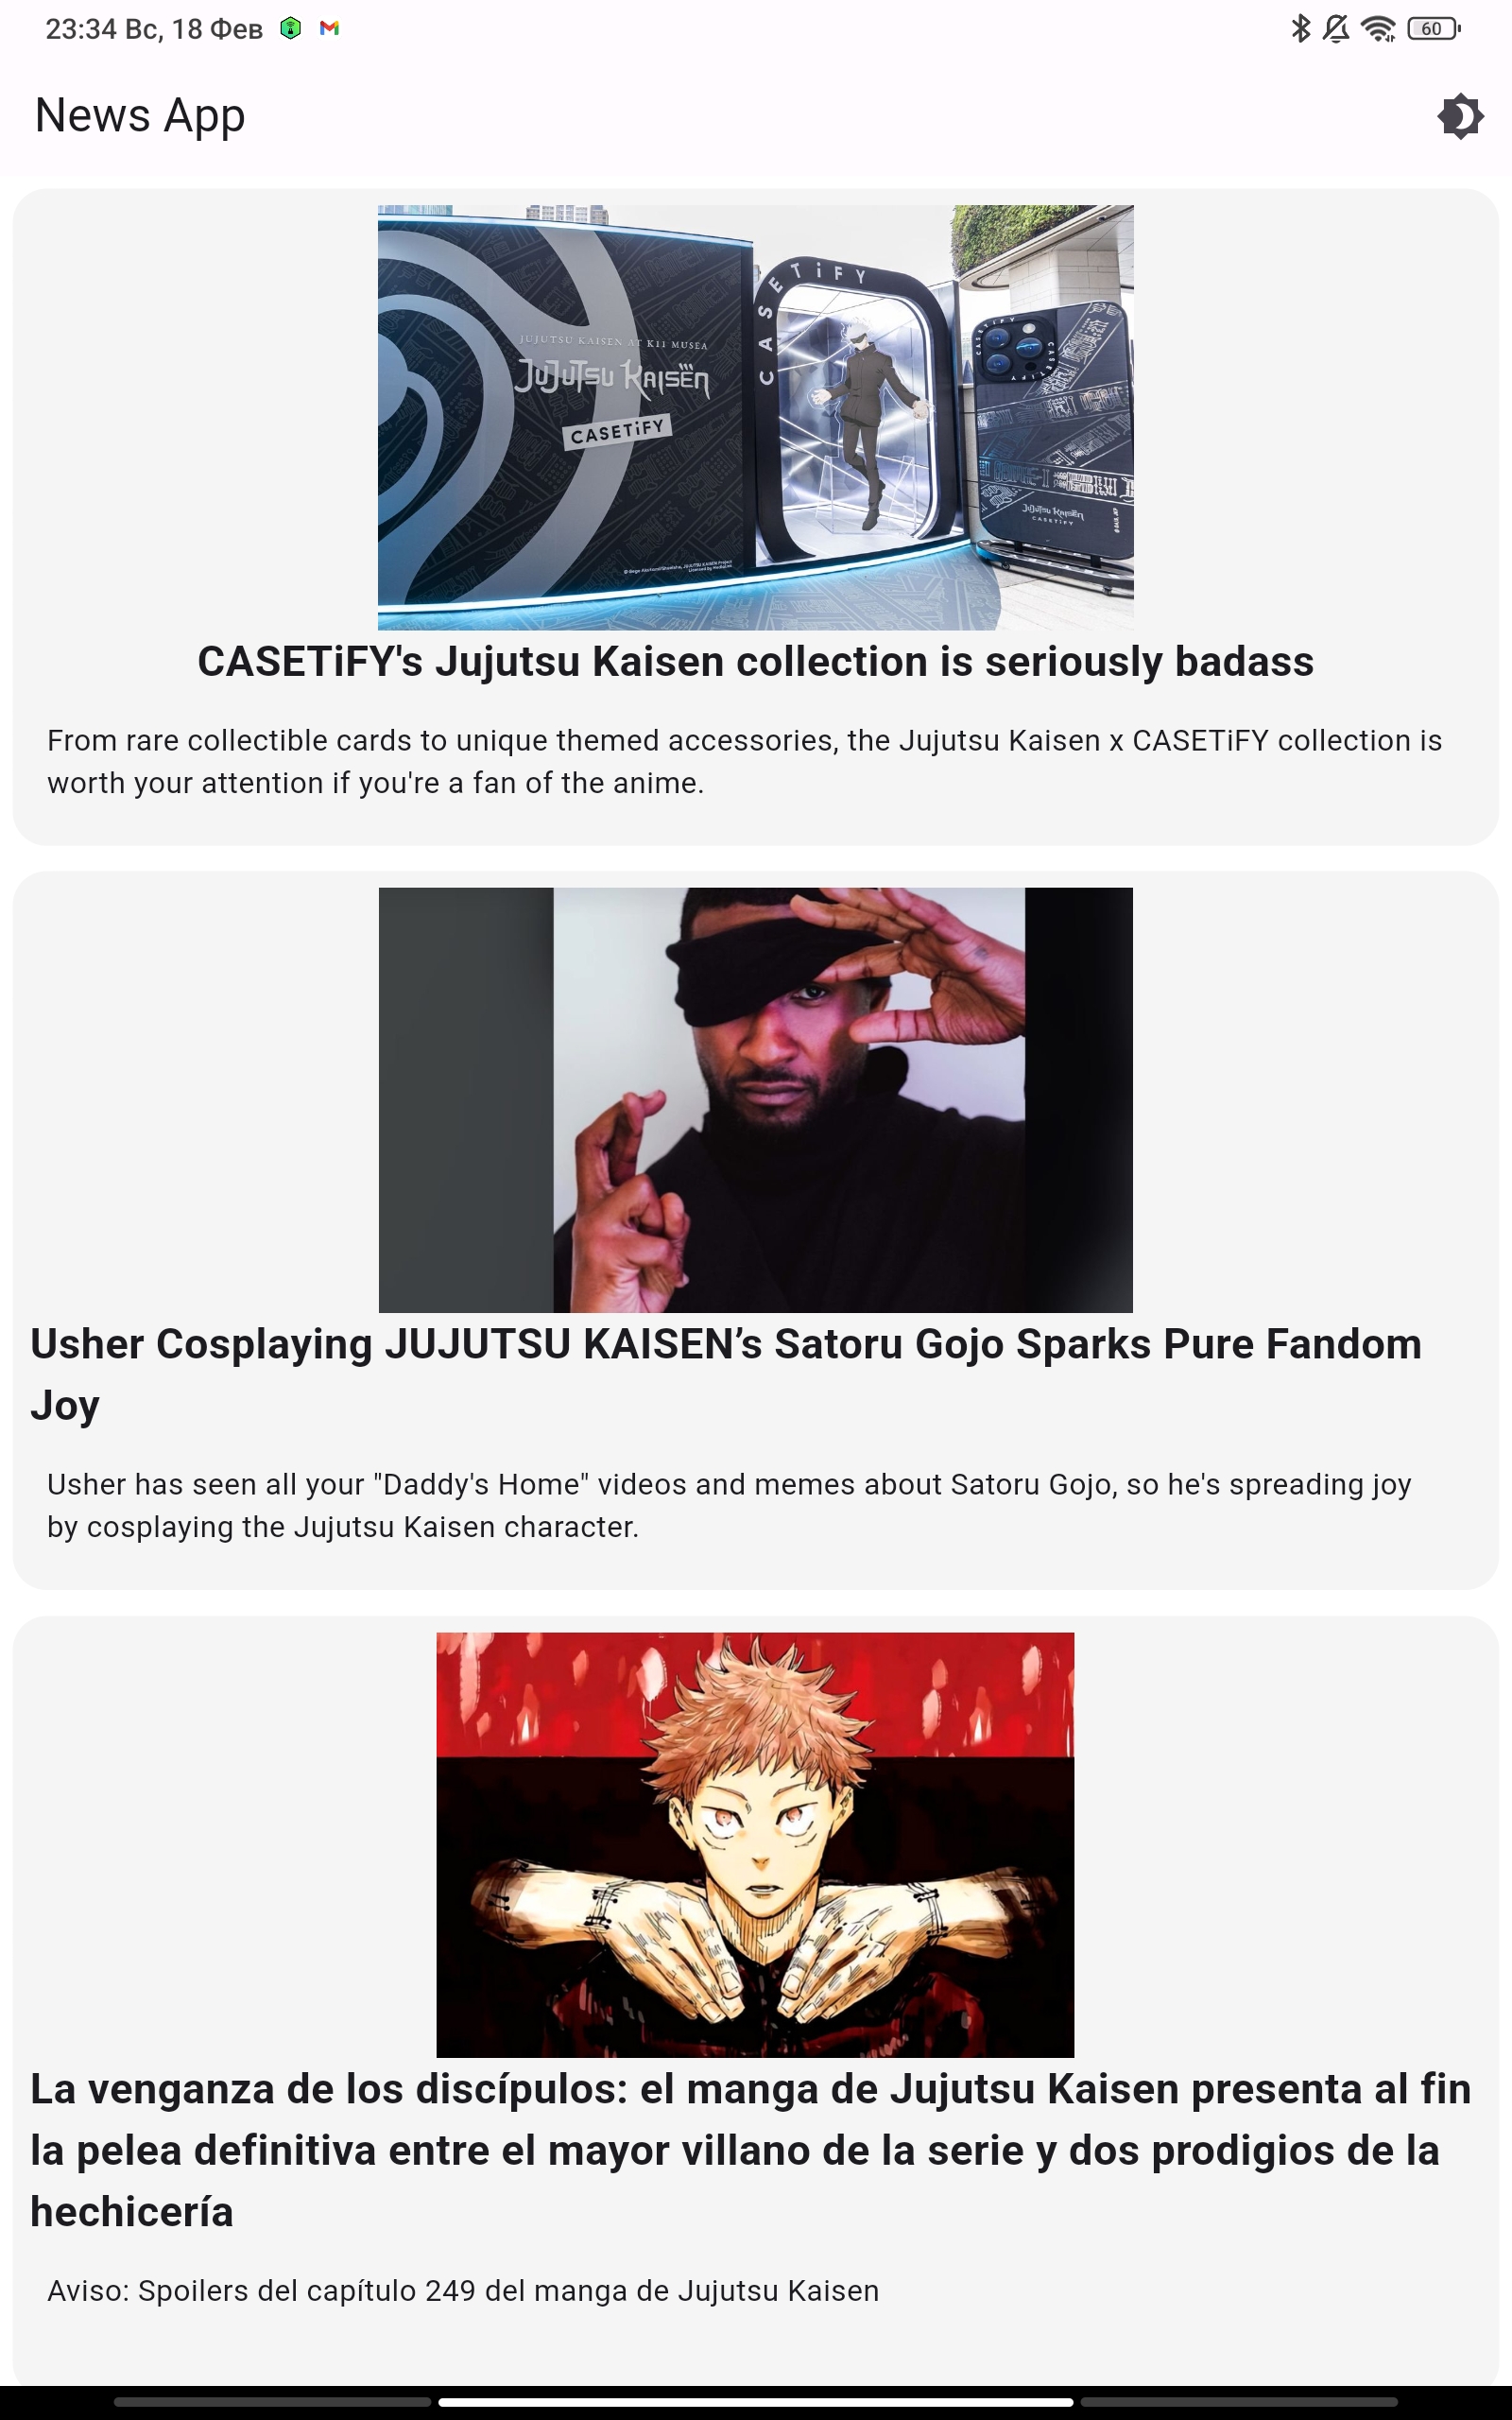 23:34 Вс, 18 Фев
60
News App
CASETiFY
JUJUTSU KAISEN AT K11 MUSEA
JUJUTSU KAISEN
CASETiFY
JUJUTSU KAISEN
CASETIFY
CASETiFY's Jujutsu Kaisen collection is seriously badass
From rare collectible cards to unique themed accessories, the Jujutsu Kaisen x CASETiFY collection is
worth your attention if you're a fan of the anime.
Usher Cosplaying JUJUTSU KAISEN’s Satoru Gojo Sparks Pure Fandom
Joy
Usher has seen all your "Daddy's Home" videos and memes about Satoru Gojo, so he's spreading joy
by cosplaying the Jujutsu Kaisen character.
La venganza de los discípulos: el manga de Jujutsu Kaisen presenta al fin
la pelea definitiva entre el mayor villano de la serie y dos prodigios de la
hechicería
Aviso: Spoilers del capítulo 249 del manga de Jujutsu Kaisen